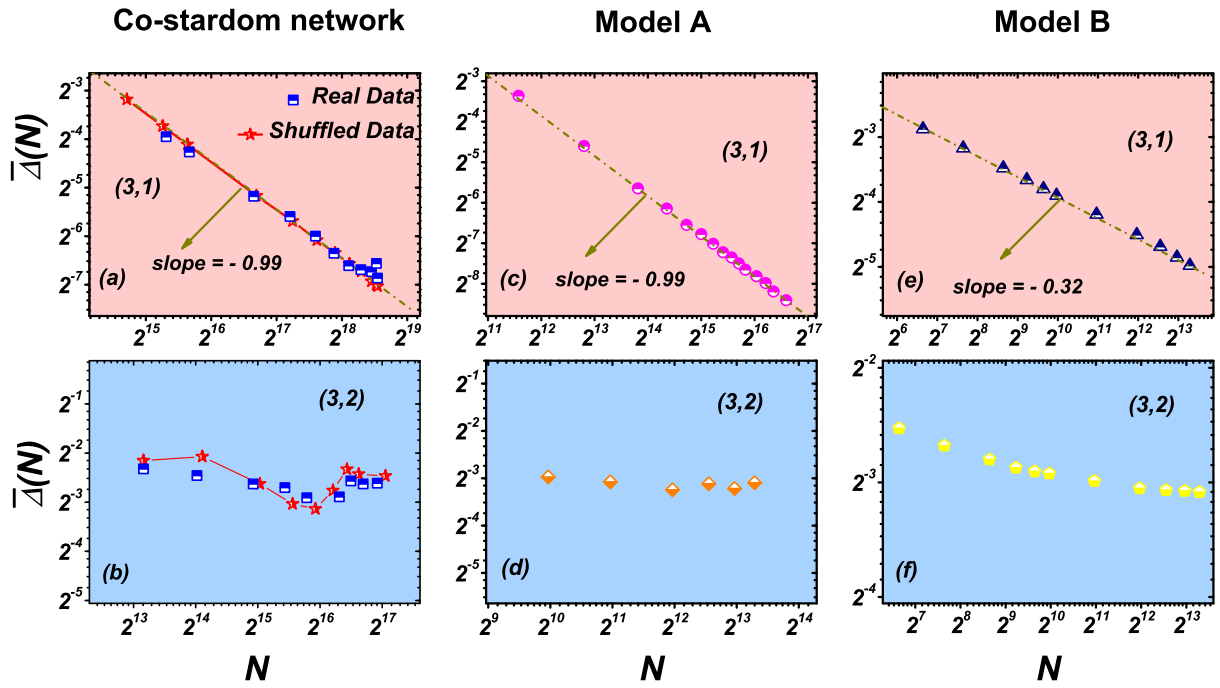 Co-stardom network
Model A
Model B
Δ̅(N)
2^-3
2^-4
2^-5
2^-6
2^-7
Real Data
Shuffled Data
(3,1)
slope = - 0.99
(a)
2^15 2^16 2^17 2^18 2^19
2^-3
2^-4
2^-5
2^-6
2^-7
2^-8
(3,1)
slope = - 0.99
(c)
2^11 2^12 2^13 2^14 2^15 2^16 2^17
2^-3
2^-4
2^-5
(3,1)
slope = - 0.32
(e)
2^6 2^7 2^8 2^9 2^10 2^11 2^12 2^13
Δ̅(N)
2^-1
2^-2
2^-3
2^-4
2^-5
(3,2)
(b)
2^13 2^14 2^15 2^16 2^17
N
2^-1
2^-2
2^-3
2^-4
2^-5
(3,2)
(d)
2^9 2^10 2^11 2^12 2^13 2^14
N
2^-2
2^-3
2^-4
(3,2)
(f)
2^7 2^8 2^9 2^10 2^11 2^12 2^13
N